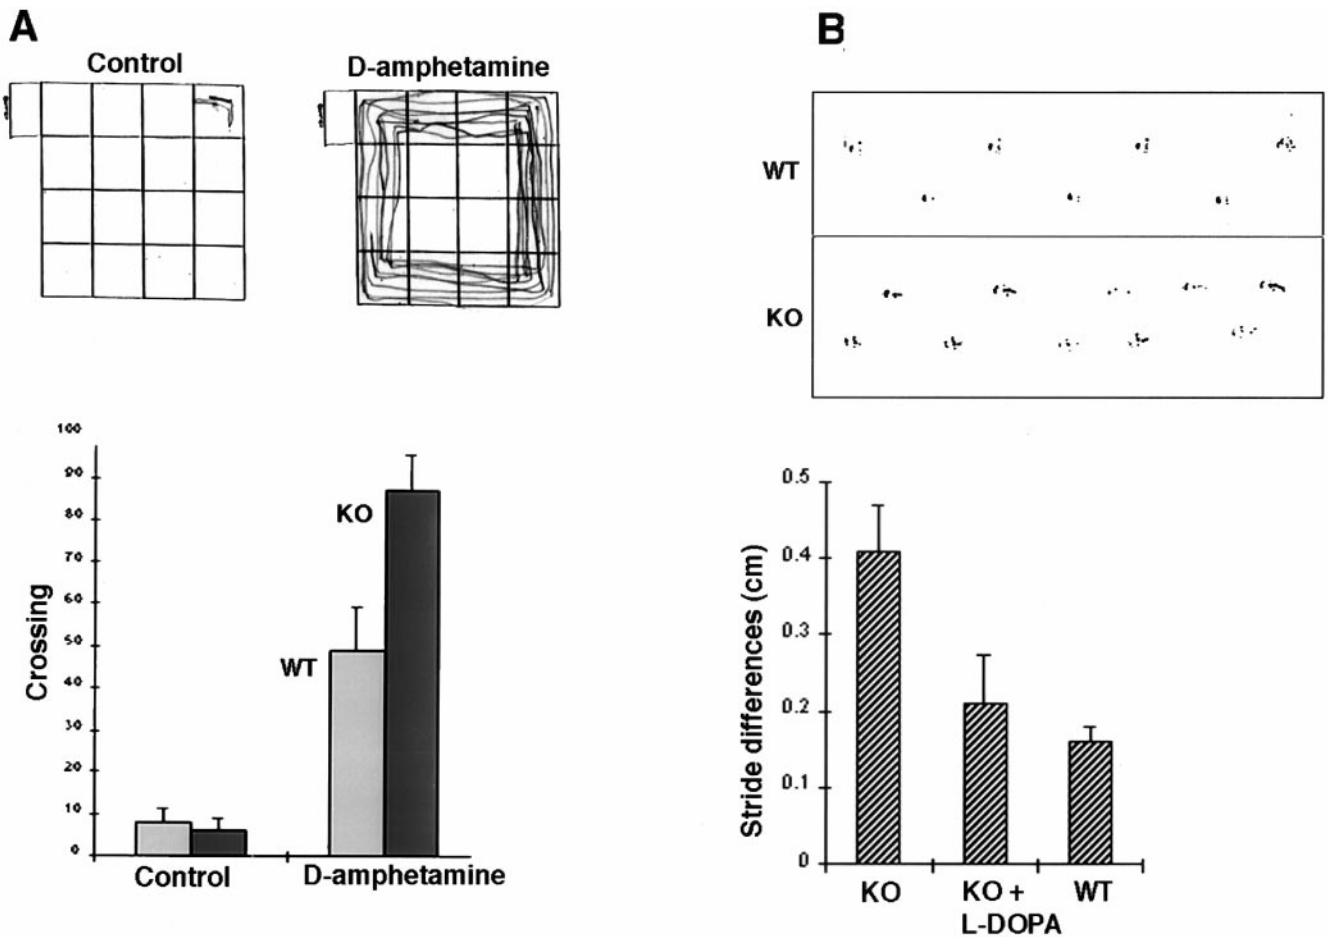 A
Control
D-amphetamine
100
90
80
70
60
50
40
30
20
10
0
Crossing
WT
KO
Control
D-amphetamine
B
WT
KO
0.5
0.4
0.3
0.2
0.1
0
Stride differences (cm)
KO
KO +
L-DOPA
WT